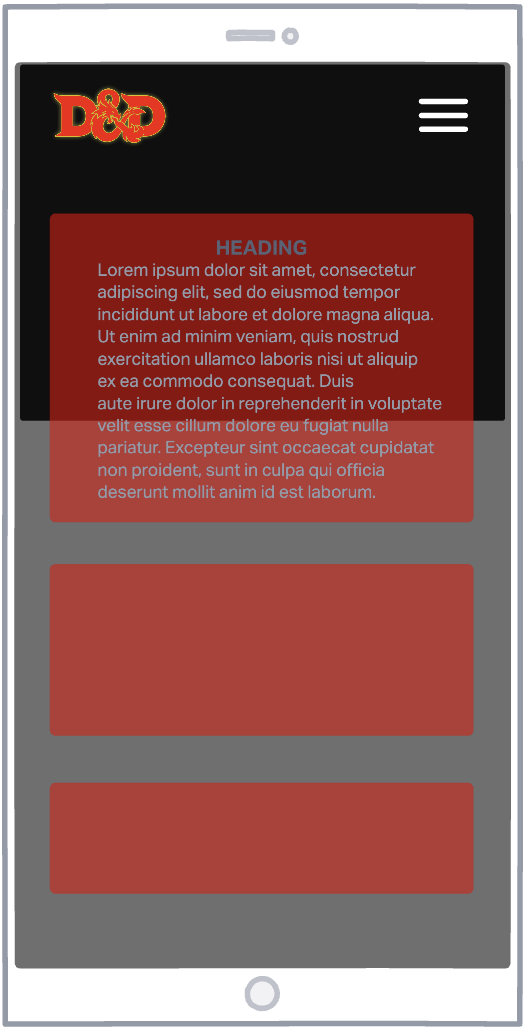 D&D
HEADING
Lorem ipsum dolor sit amet, consectetur
adipiscing elit, sed do eiusmod tempor
incididunt ut labore et dolore magna aliqua.
Ut enim ad minim veniam, quis nostrud
exercitation ullamco laboris nisi ut aliquip
ex ea commodo consequat. Duis
aute irure dolor in reprehenderit in voluptate
velit esse cillum dolore eu fugiat nulla
pariatur. Excepteur sint occaecat cupidatat
non proident, sunt in culpa qui officia
deserunt mollit anim id est laborum.